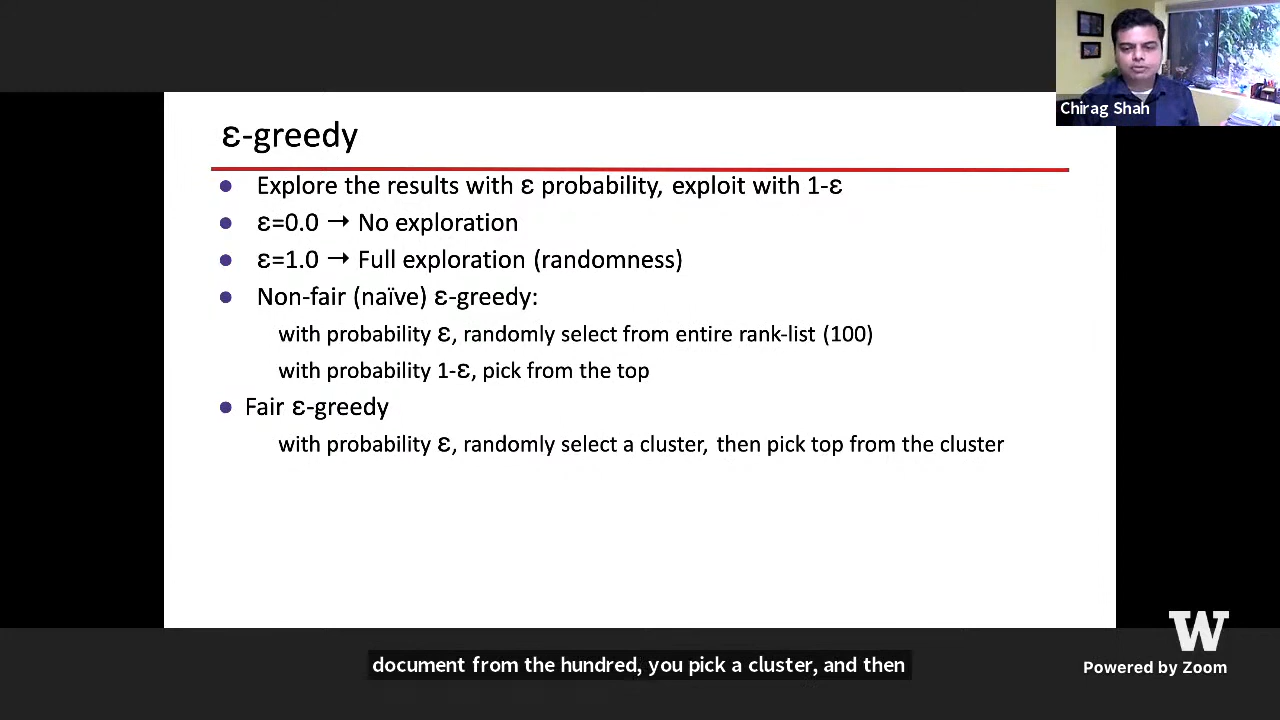 Chirag Shah
ε-greedy
● Explore the results with ε probability, exploit with 1-ε
● ε=0.0 → No exploration
● ε=1.0 → Full exploration (randomness)
● Non-fair (naïve) ε-greedy:
with probability ε, randomly select from entire rank-list (100)
with probability 1-ε, pick from the top
● Fair ε-greedy
with probability ε, randomly select a cluster, then pick top from the cluster
W
Powered by Zoom
document from the hundred, you pick a cluster, and then